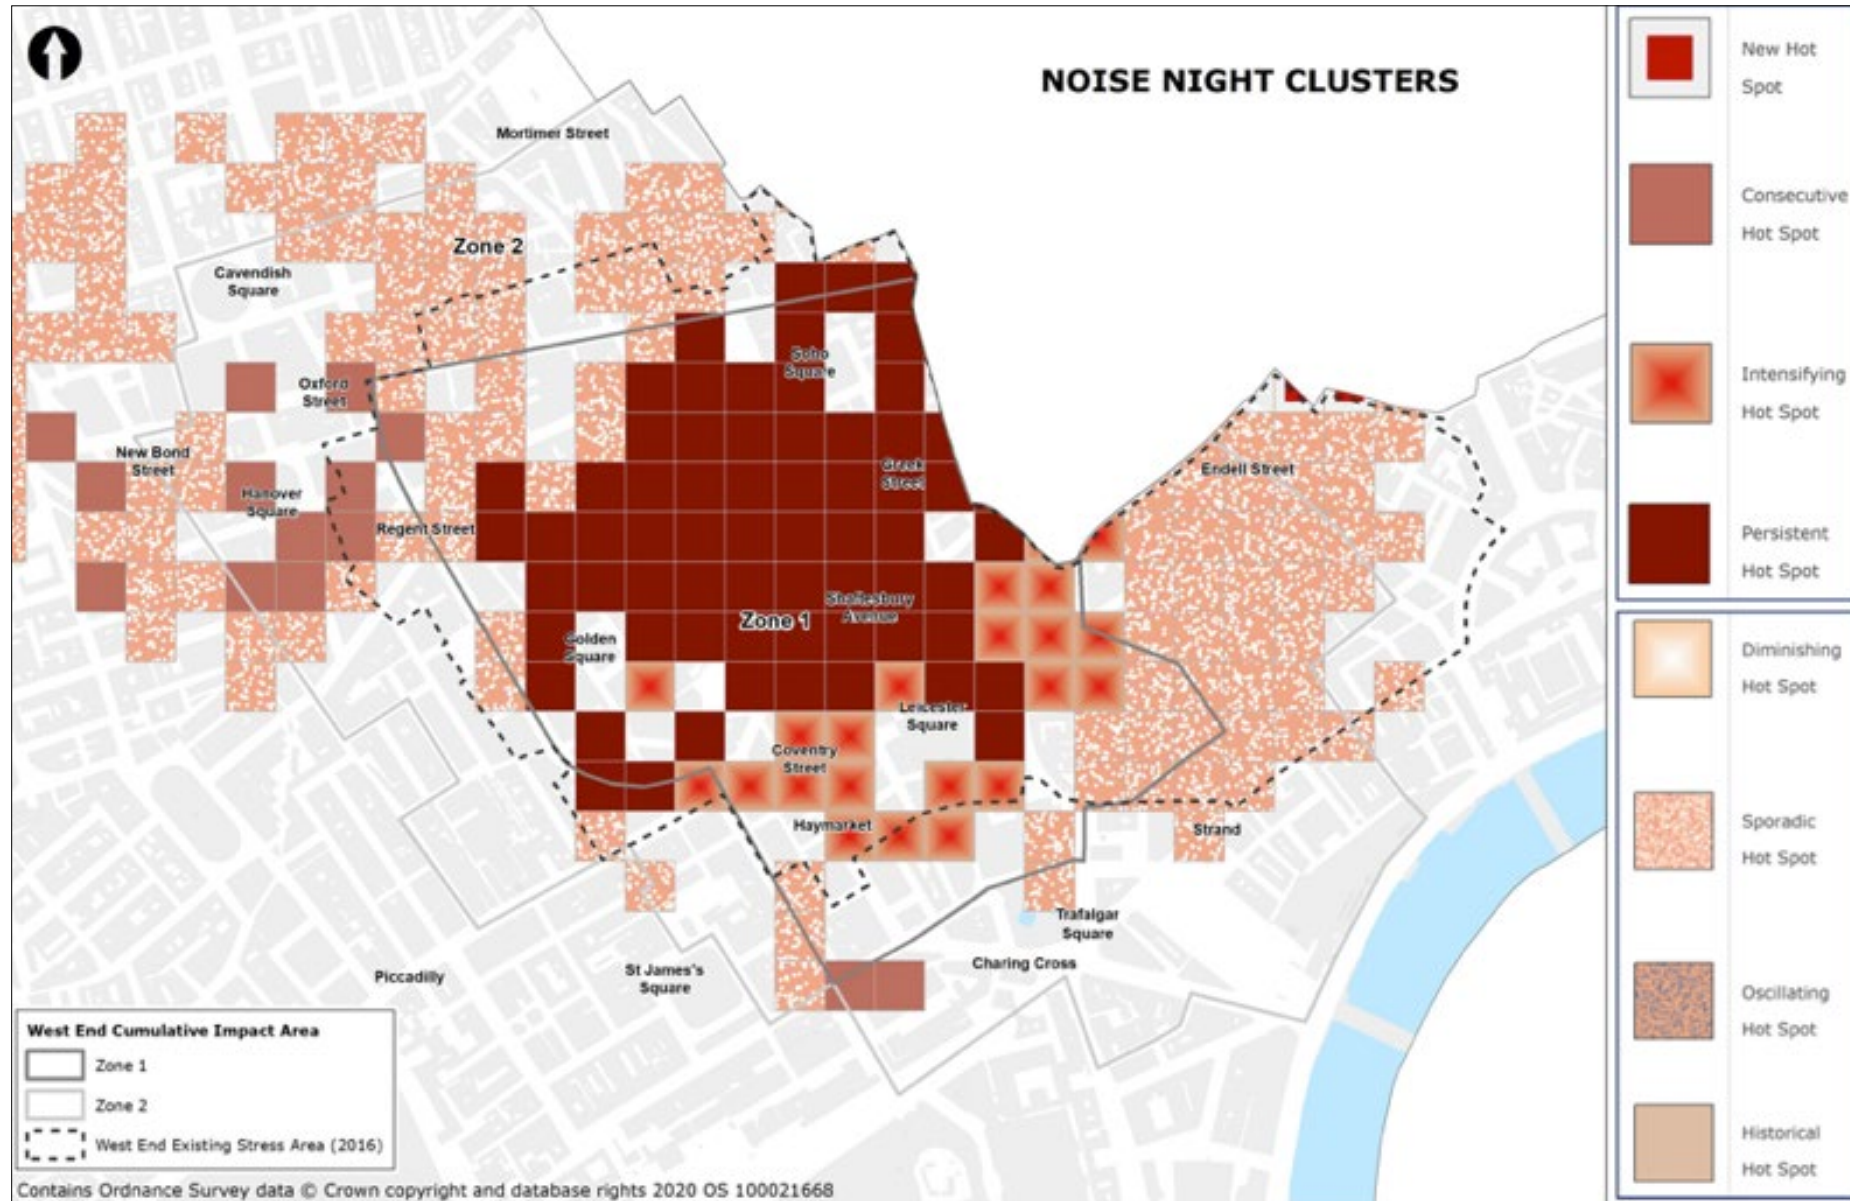 NOISE NIGHT CLUSTERS
Mortimer Street
Zone 2
Cavendish
Square
Soho
Square
Oxford
Street
New Bond
Street
Greek
Street
Endell Street
Hanover
Square
Regent Street
Shaftesbury
Avenue
Zone 1
Golden
Square
Leicester
Square
Coventry
Street
Haymarket
Strand
Trafalgar
Square
Charing Cross
St James's
Square
Piccadilly
West End Cumulative Impact Area
Zone 1
Zone 2
West End Existing Stress Area (2016)
Contains Ordnance Survey data © Crown copyright and database rights 2020 OS 100021668
New Hot
Spot
Consecutive
Hot Spot
Intensifying
Hot Spot
Persistent
Hot Spot
Diminishing
Hot Spot
Sporadic
Hot Spot
Oscillating
Hot Spot
Historical
Hot Spot